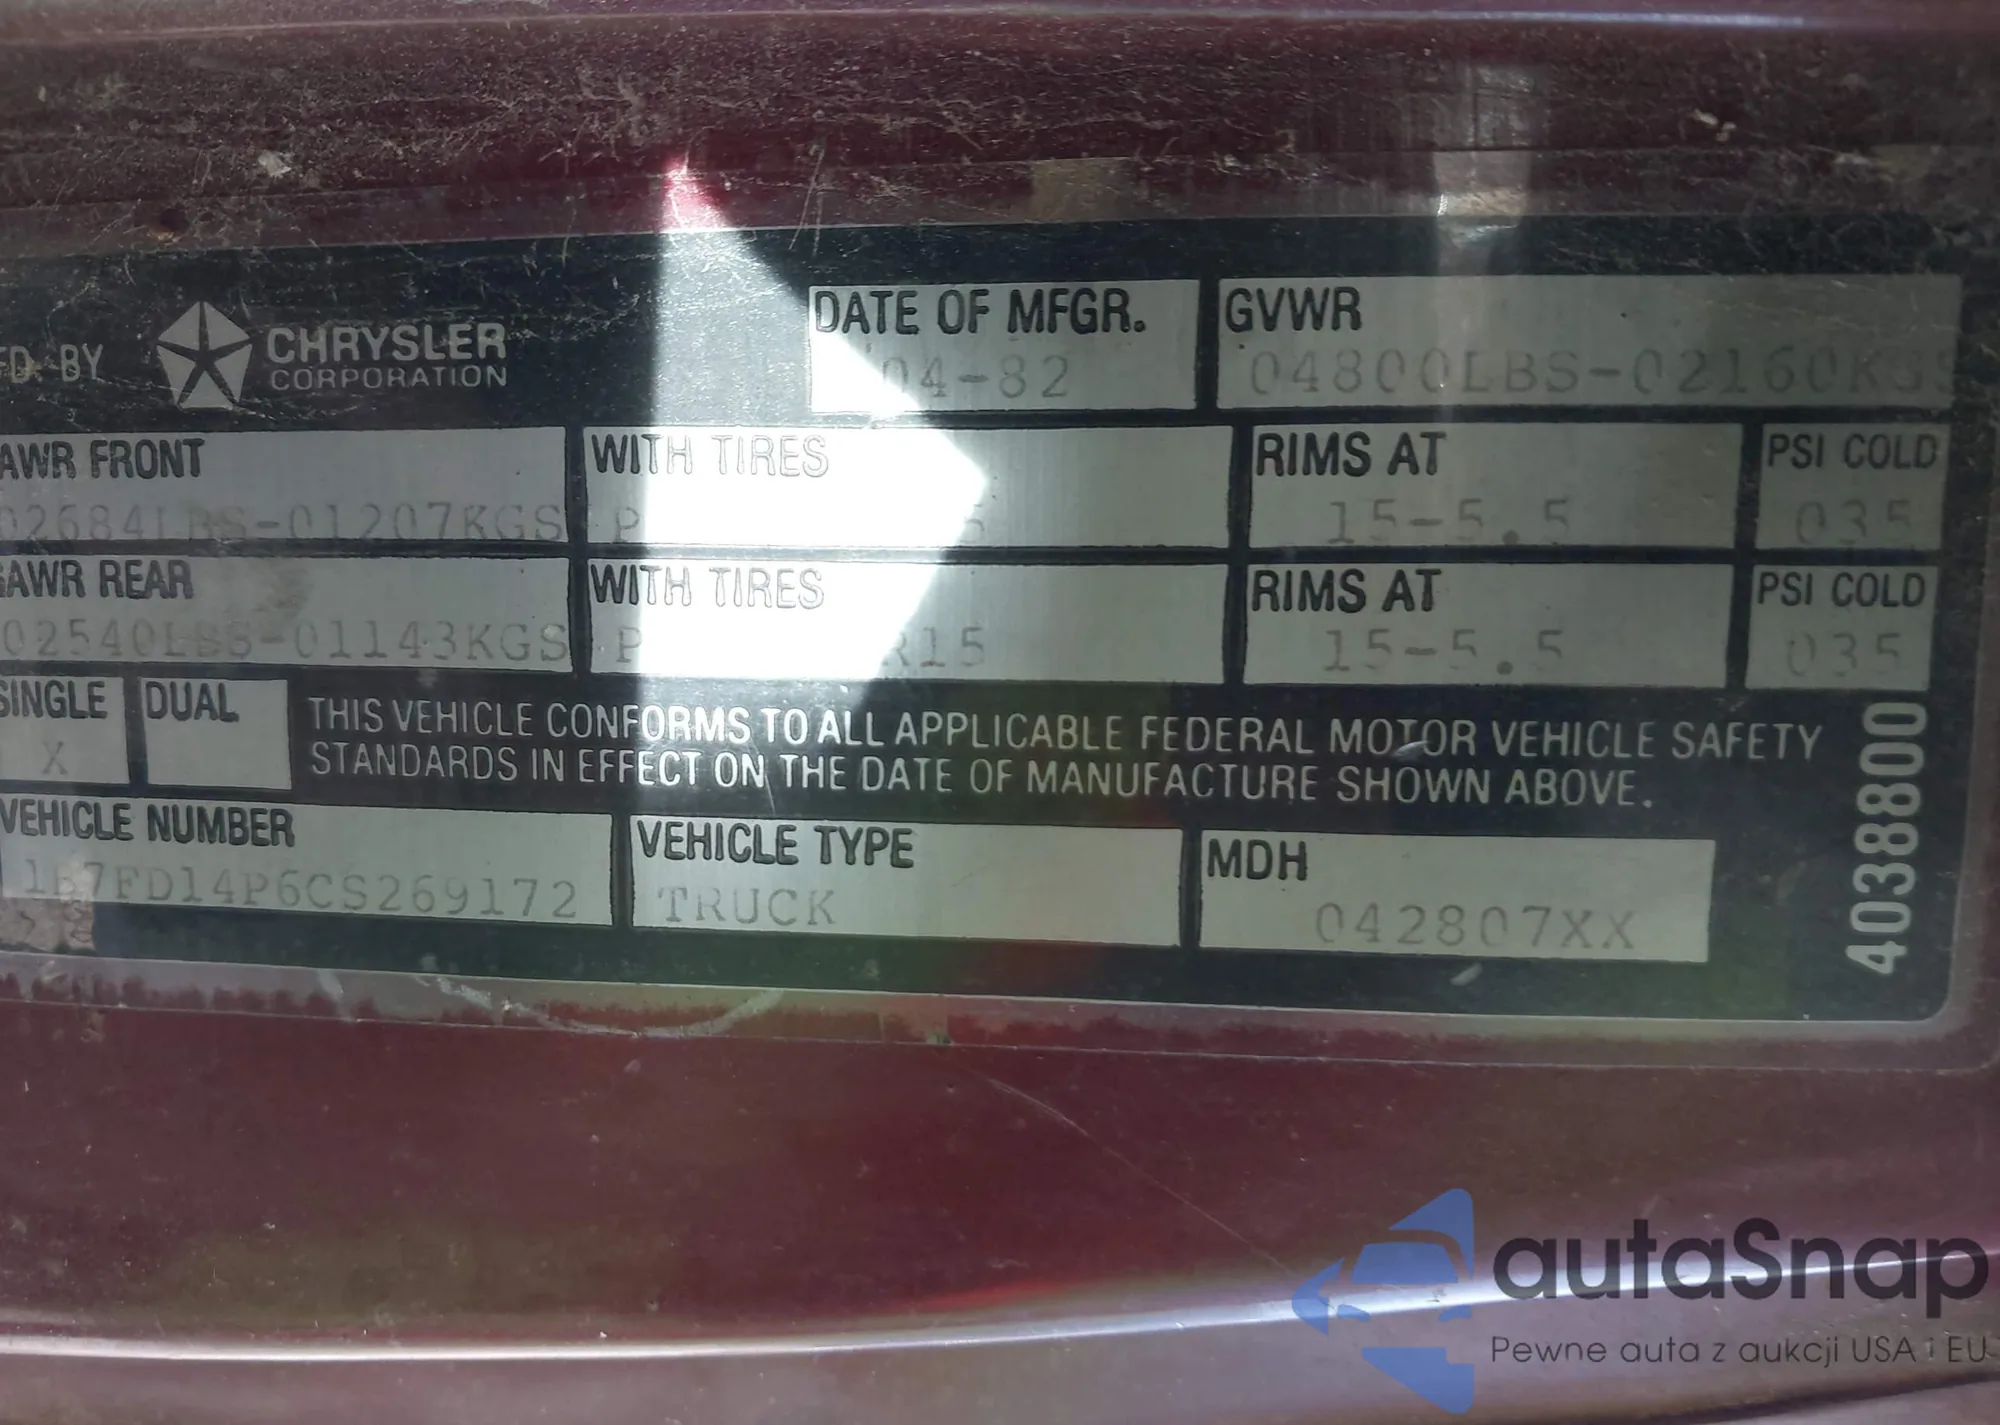 FD. BY CHRYSLER CORPORATION
DATE OF MFGR.
04-82
GVWR
04800LBS-02160KGS
AWR FRONT
02684LBS-01207KGS
WITH TIRES
RIMS AT
15-5.5
PSI COLD
035
GAWR REAR
02540LBS-01143KGS
WITH TIRES
R15
RIMS AT
15-5.5
PSI COLD
035
SINGLE
X
DUAL
THIS VEHICLE CONFORMS TO ALL APPLICABLE FEDERAL MOTOR VEHICLE SAFETY
STANDARDS IN EFFECT ON THE DATE OF MANUFACTURE SHOWN ABOVE.
4038800
VEHICLE NUMBER
1B7FD14P6CS269172
VEHICLE TYPE
TRUCK
MDH
042807XX
autaSnap
Pewne auta z aukcji USA i EU